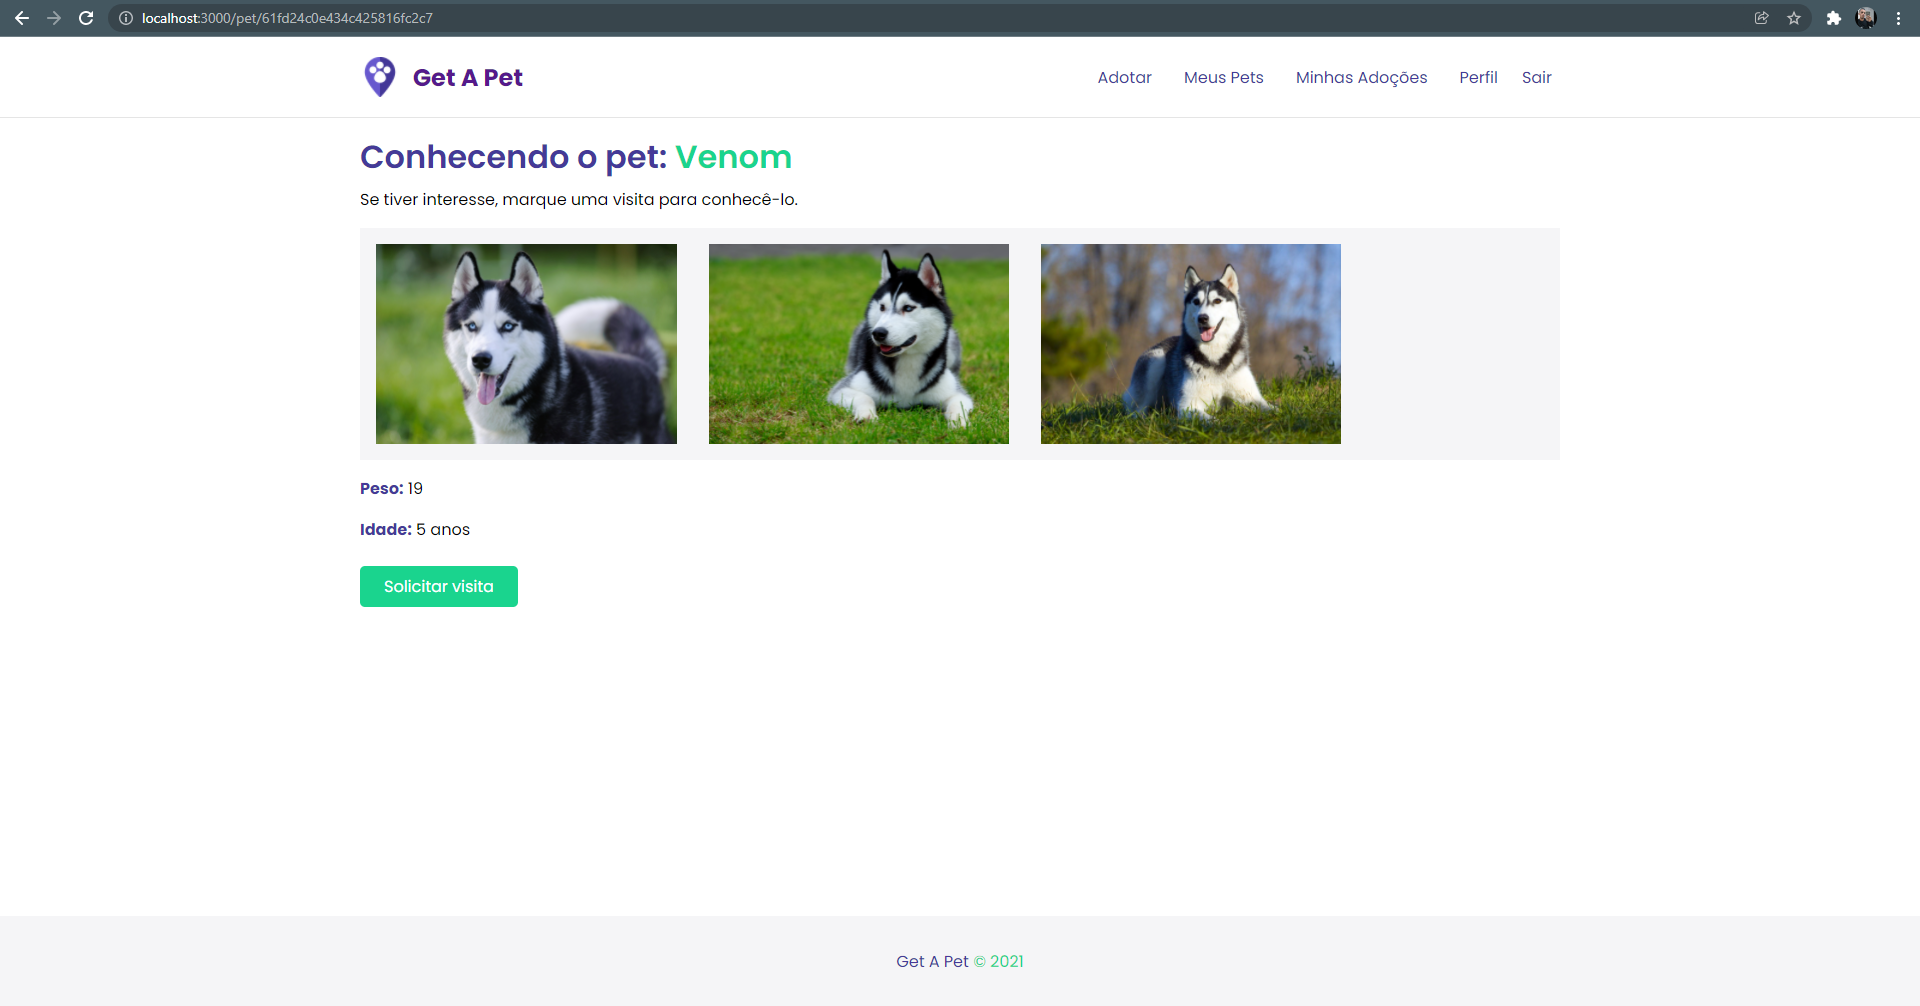 localhost:3000/pet/61fd24c0e434c425816fc2c7
Get A Pet
Adotar Meus Pets Minhas Adoções Perfil Sair
Conhecendo o pet: Venom
Se tiver interesse, marque uma visita para conhecê-lo.
Peso: 19
Idade: 5 anos
Solicitar visita
Get A Pet © 2021